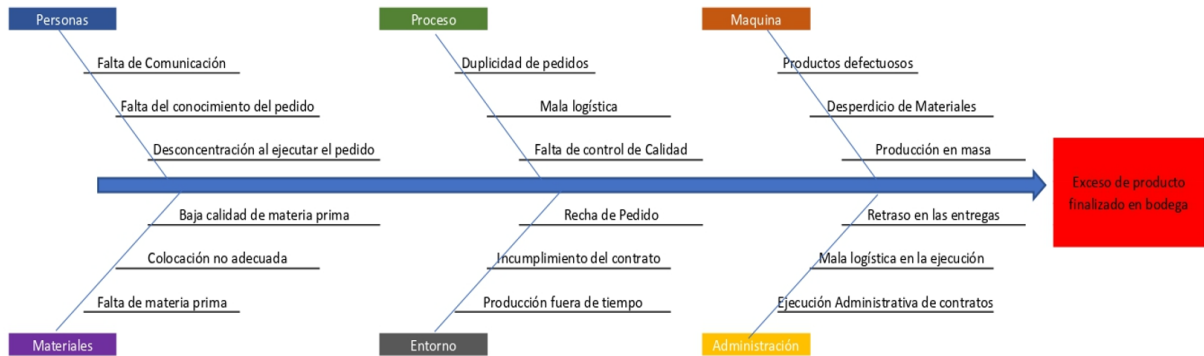 Personas
Proceso
Maquina
Falta de Comunicación
Duplicidad de pedidos
Productos defectuosos
Falta del conocimiento del pedido
Mala logística
Desperdicio de Materiales
Desconcentración al ejecutar el pedido
Falta de control de Calidad
Producción en masa
Exceso de producto
finalizado en bodega
Baja calidad de materia prima
Recha de Pedido
Retraso en las entregas
Colocación no adecuada
Incumplimiento del contrato
Mala logística en la ejecución
Falta de materia prima
Producción fuera de tiempo
Ejecución Administrativa de contratos
Materiales
Entorno
Administración